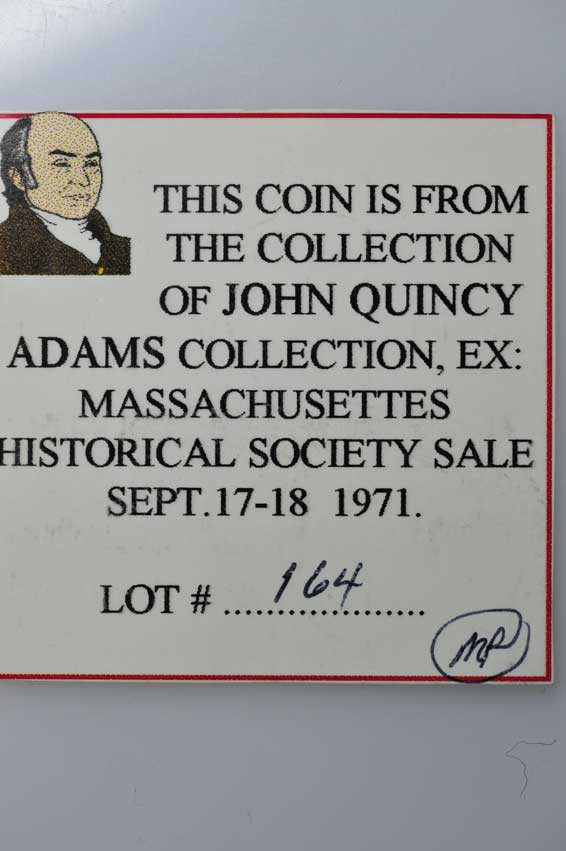 THIS COIN IS FROM
THE COLLECTION
OF JOHN QUINCY
ADAMS COLLECTION, EX:
MASSACHUSETTES
HISTORICAL SOCIETY SALE
SEPT.17-18 1971.
LOT # 164
MP